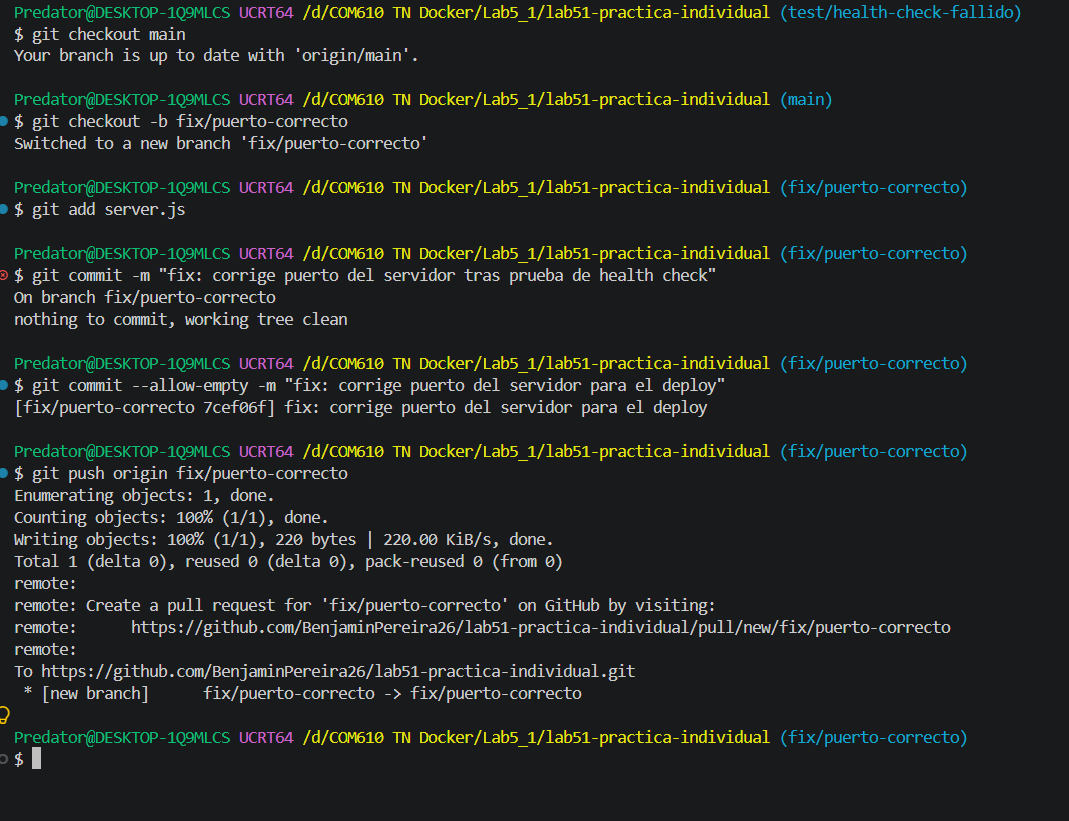 Predator@DESKTOP-1Q9MLCS UCRT64 /d/COM610 TN Docker/Lab5_1/lab51-practica-individual (test/health-check-fallido)
$ git checkout main
Your branch is up to date with 'origin/main'.
Predator@DESKTOP-1Q9MLCS UCRT64 /d/COM610 TN Docker/Lab5_1/lab51-practica-individual (main)
$ git checkout -b fix/puerto-correcto
Switched to a new branch 'fix/puerto-correcto'
Predator@DESKTOP-1Q9MLCS UCRT64 /d/COM610 TN Docker/Lab5_1/lab51-practica-individual (fix/puerto-correcto)
$ git add server.js
Predator@DESKTOP-1Q9MLCS UCRT64 /d/COM610 TN Docker/Lab5_1/lab51-practica-individual (fix/puerto-correcto)
$ git commit -m "fix: corrige puerto del servidor tras prueba de health check"
On branch fix/puerto-correcto
nothing to commit, working tree clean
Predator@DESKTOP-1Q9MLCS UCRT64 /d/COM610 TN Docker/Lab5_1/lab51-practica-individual (fix/puerto-correcto)
$ git commit --allow-empty -m "fix: corrige puerto del servidor para el deploy"
[fix/puerto-correcto 7cef06f] fix: corrige puerto del servidor para el deploy
Predator@DESKTOP-1Q9MLCS UCRT64 /d/COM610 TN Docker/Lab5_1/lab51-practica-individual (fix/puerto-correcto)
$ git push origin fix/puerto-correcto
Enumerating objects: 1, done.
Counting objects: 100% (1/1), done.
Writing objects: 100% (1/1), 220 bytes | 220.00 KiB/s, done.
Total 1 (delta 0), reused 0 (delta 0), pack-reused 0 (from 0)
remote:
remote: Create a pull request for 'fix/puerto-correcto' on GitHub by visiting:
remote:      https://github.com/BenjaminPereira26/lab51-practica-individual/pull/new/fix/puerto-correcto
remote:
To https://github.com/BenjaminPereira26/lab51-practica-individual.git
 * [new branch]      fix/puerto-correcto -> fix/puerto-correcto
Predator@DESKTOP-1Q9MLCS UCRT64 /d/COM610 TN Docker/Lab5_1/lab51-practica-individual (fix/puerto-correcto)
$